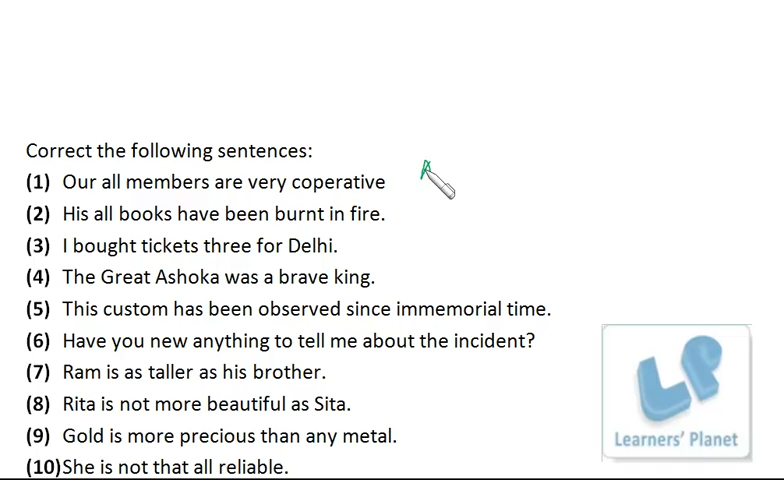 Correct the following sentences:
(1) Our all members are very coperative
(2) His all books have been burnt in fire.
(3) I bought tickets three for Delhi.
(4) The Great Ashoka was a brave king.
(5) This custom has been observed since immemorial time.
(6) Have you new anything to tell me about the incident?
(7) Ram is as taller as his brother.
(8) Rita is not more beautiful as Sita.
(9) Gold is more precious than any metal.
(10) She is not that all reliable.
LP
Learners' Planet